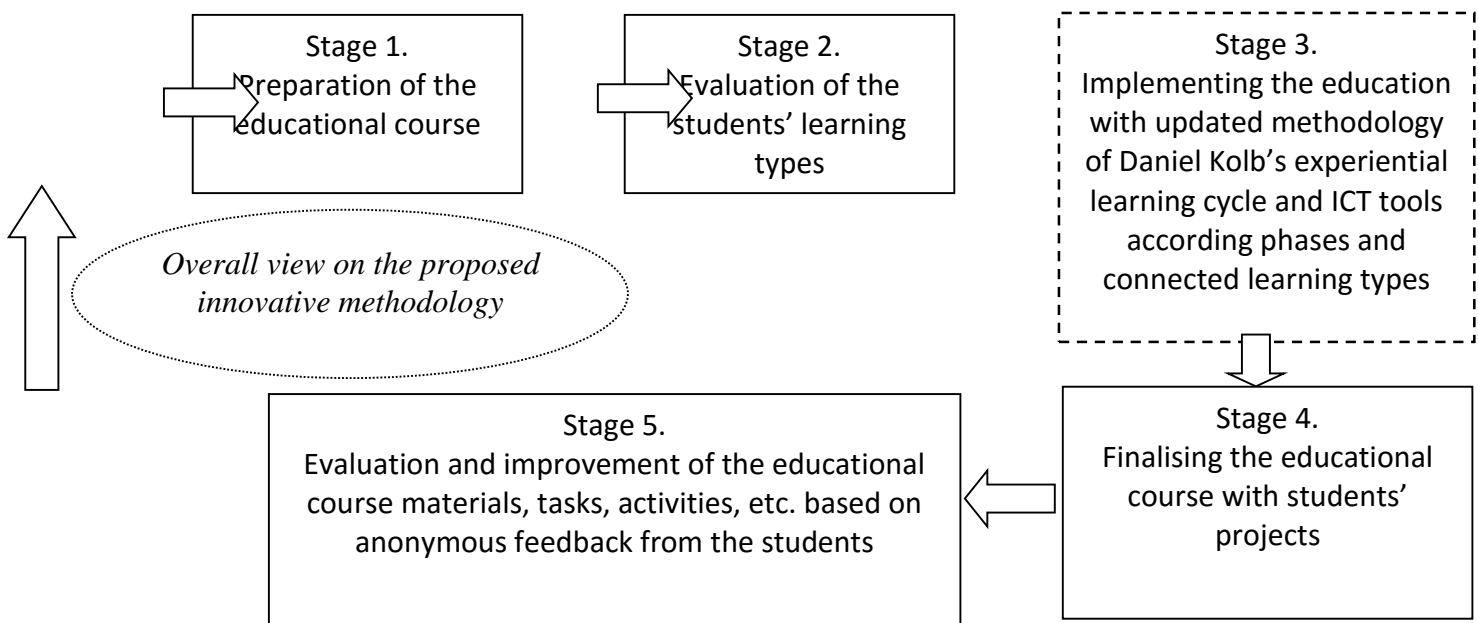 Stage 1.
Preparation of the
educational course
Stage 2.
Evaluation of the
students’ learning
types
Stage 3.
Implementing the education
with updated methodology
of Daniel Kolb’s experiential
learning cycle and ICT tools
according phases and
connected learning types
Overall view on the proposed
innovative methodology
Stage 4.
Finalising the educational
course with students’
projects
Stage 5.
Evaluation and improvement of the educational
course materials, tasks, activities, etc. based on
anonymous feedback from the students